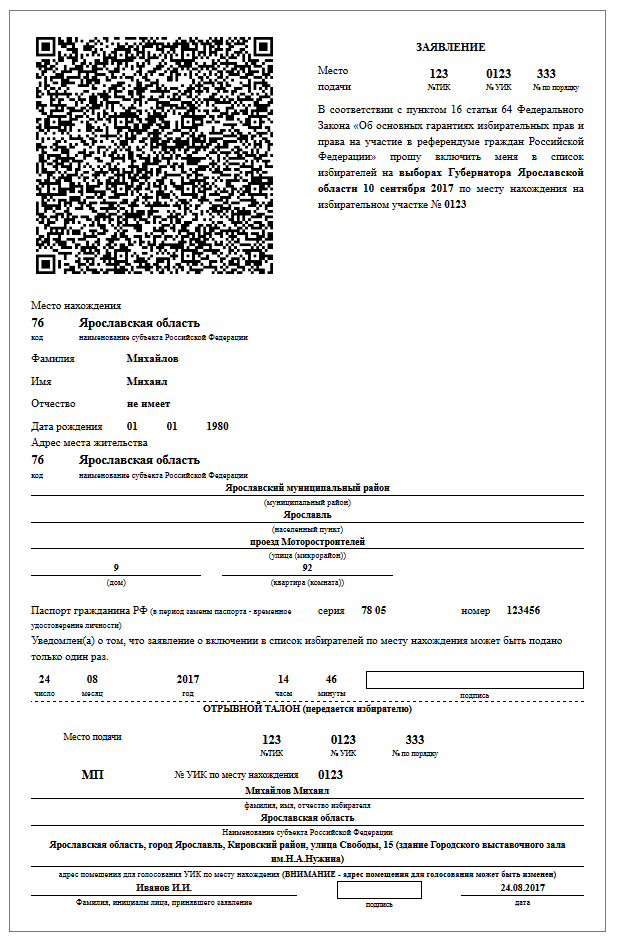 ЗАЯВЛЕНИЕ
Место подачи 123 0123 333
№ТИК № УИК № по порядку
В соответствии с пунктом 16 статьи 64 Федерального
Закона «Об основных гарантиях избирательных прав и
права на участие в референдуме граждан Российской
Федерации» прошу включить меня в список
избирателей на выборах Губернатора Ярославской
области 10 сентября 2017 по месту нахождения на
избирательном участке № 0123
Место нахождения
76 Ярославская область
код наименование субъекта Российской Федерации
Фамилия Михайлов
Имя Михаил
Отчество не имеет
Дата рождения 01 01 1980
Адрес места жительства
76 Ярославская область
код наименование субъекта Российской Федерации
Ярославский муниципальный район
(муниципальный район)
Ярославль
(населенный пункт)
проезд Моторостроителей
(улица (микрорайон))
9 92
(дом) (квартира (комната))
Паспорт гражданина РФ (в период замены паспорта - временное серия 78 05 номер 123456
удостоверение личности)
Уведомлен(а) о том, что заявление о включении в список избирателей по месту нахождения может быть подано
только один раз.
24 08 2017 14 46
число месяц год часы минуты подпись
ОТРЫВНОЙ ТАЛОН (передается избирателю)
Место подачи 123 0123 333
№ТИК № УИК № по порядку
МП № УИК по месту нахождения 0123
Михайлов Михаил
фамилия, имя, отчество избирателя
Ярославская область
Наименование субъекта Российской Федерации
Ярославская область, город Ярославль, Кировский район, улица Свободы, 15 (здание Городского выставочного зала
им.Н.А.Нужина)
адрес помещения для голосования УИК по месту нахождения (ВНИМАНИЕ - адрес помещения для голосования может быть изменен)
Иванов И.И. 24.08.2017
Фамилия, инициалы лица, принявшего заявление подпись дата